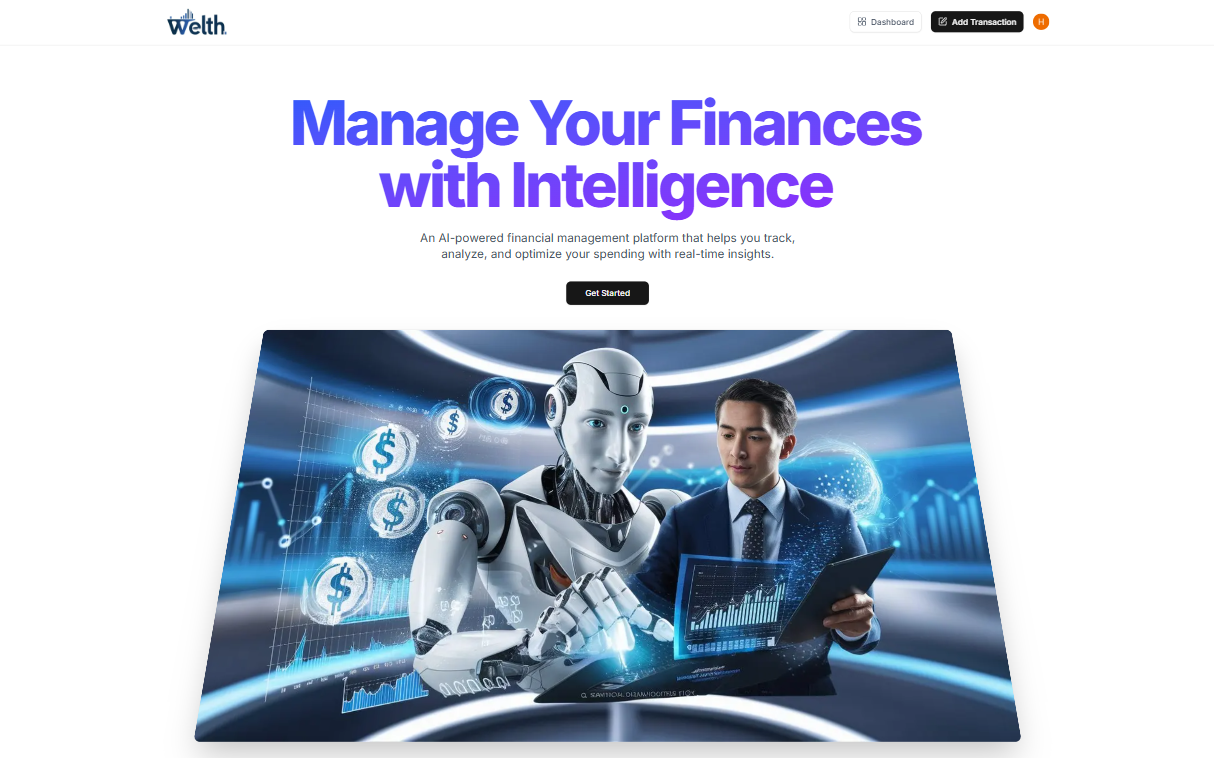 Welth
Dashboard
Add Transaction
H
Manage Your Finances
with Intelligence
An AI-powered financial management platform that helps you track,
analyze, and optimize your spending with real-time insights.
Get Started
$
$
$
$
$